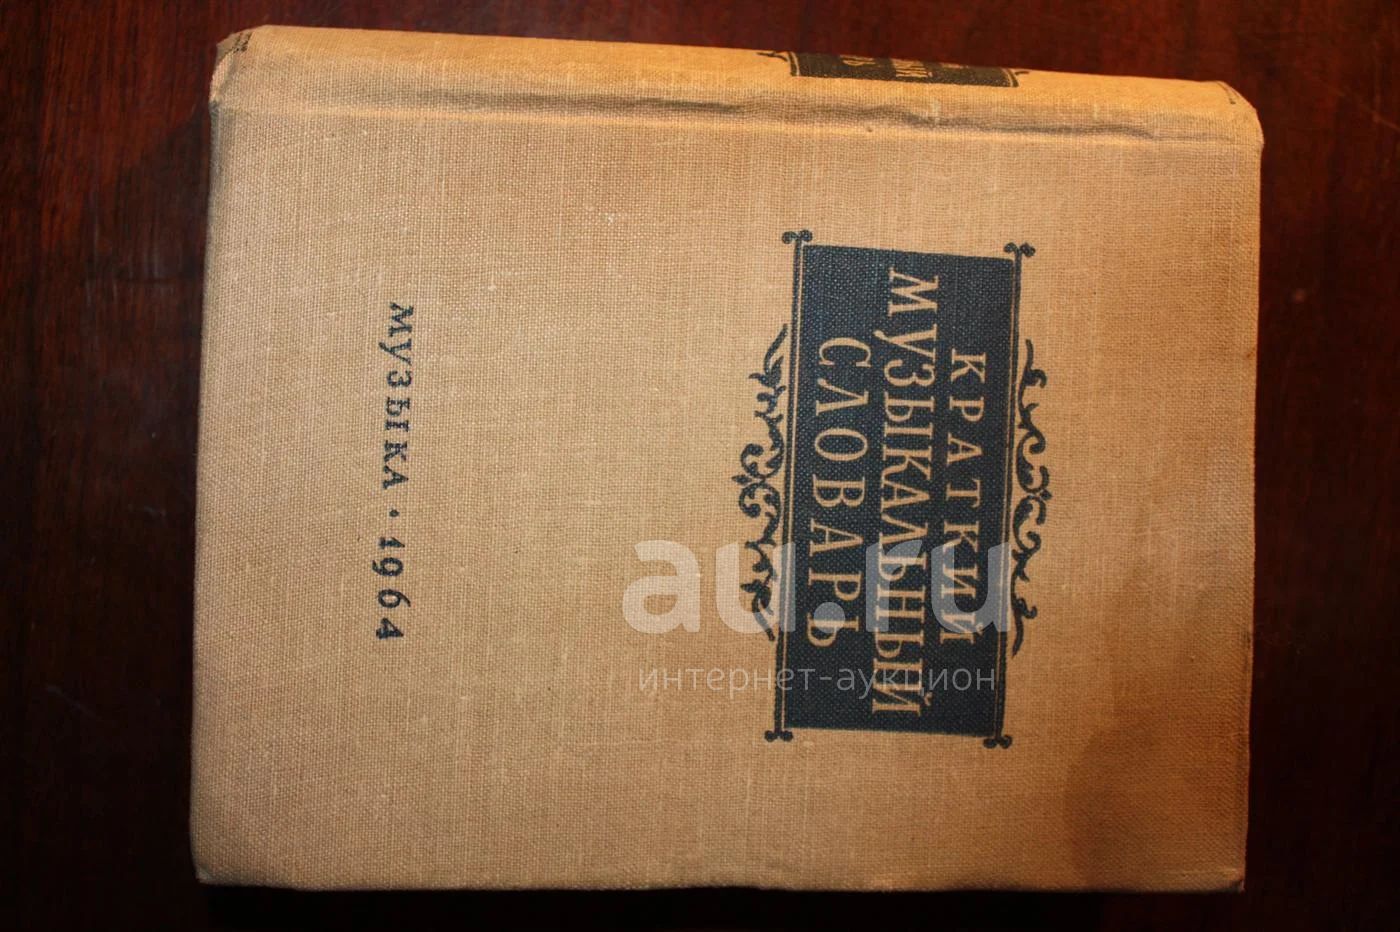 КРАТКИЙ
МУЗЫКАЛЬНЫЙ
СЛОВАРЬ
МУЗЫКА · 1964
au.ru
интернет-аукцион